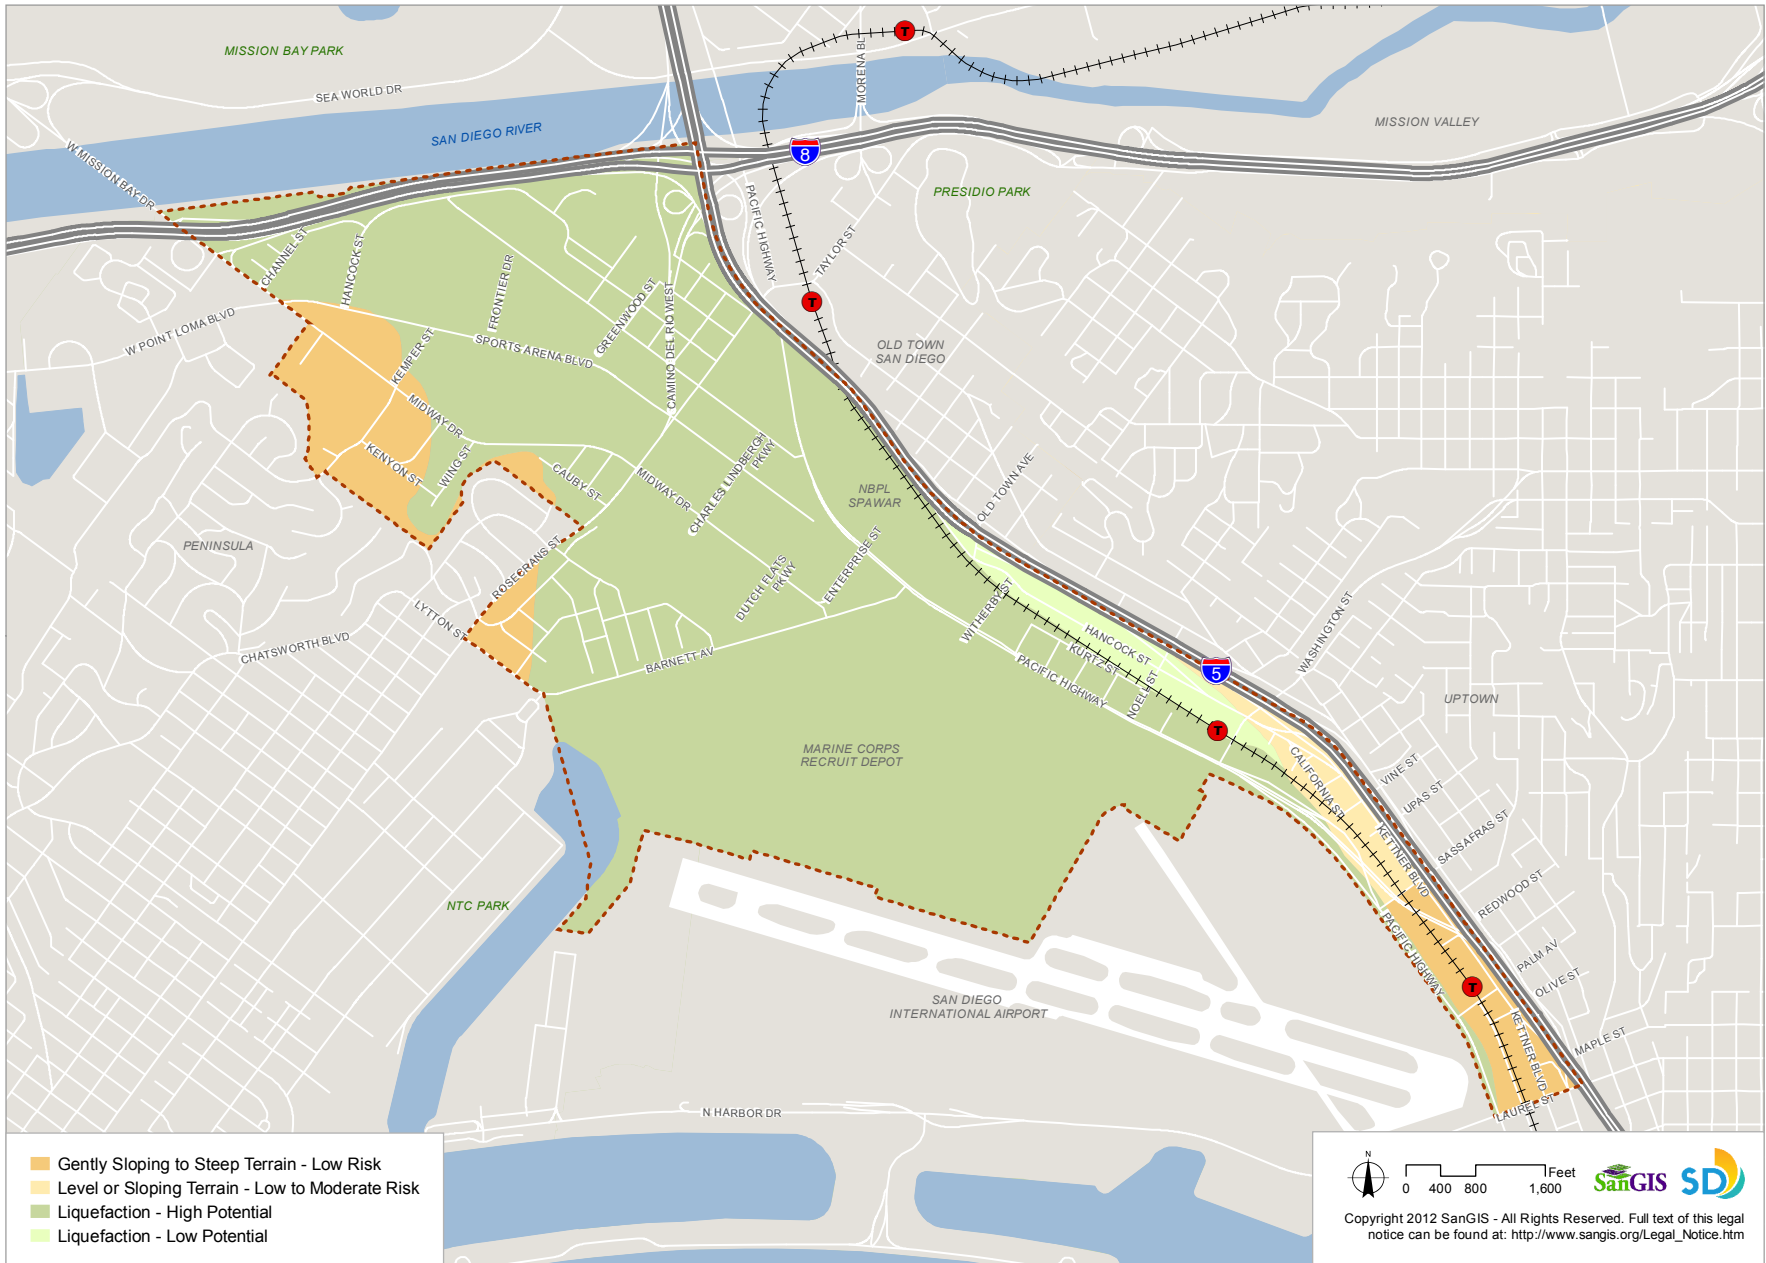 MISSION BAY PARK
SEA WORLD DR
SAN DIEGO RIVER
W MISSION BAY DR
MORENA BL
T
8
MISSION VALLEY
PRESIDIO PARK
PACIFIC HIGHWAY
TAYLOR ST
T
CHANNEL ST
HANCOCK ST
FRONTIER DR
GREENWOOD ST
CAMINO DEL RIO WEST
W POINT LOMA BLVD
SPORTS ARENA BLVD
KEMPER ST
OLD TOWN
SAN DIEGO
MIDWAY DR
KENYON ST
WING ST
CAUBY ST
MIDWAY DR
CHARLES LINDBERGH
PKWY
NBPL
SPAWAR
OLD TOWN AVE
PENINSULA
ROSECRANS ST
LYTTON ST
CHATSWORTH BLVD
DUTCH FLATS
PKWY
ENTERPRISE ST
WITHERBY ST
BARNETT AV
HANCOCK ST
KURTZ ST
PACIFIC HIGHWAY
NOELL ST
5
WASHINGTON ST
UPTOWN
T
MARINE CORPS
RECRUIT DEPOT
CALIFORNIA ST
VINE ST
UPAS ST
SASSAFRAS ST
KETTNER BLVD
REDWOOD ST
NTC PARK
PACIFIC HIGHWAY
PALM AV
OLIVE ST
T
SAN DIEGO
INTERNATIONAL AIRPORT
KETTNER BLVD
MAPLE ST
LAUREL ST
N HARBOR DR
Gently Sloping to Steep Terrain - Low Risk
Level or Sloping Terrain - Low to Moderate Risk
Liquefaction - High Potential
Liquefaction - Low Potential
N
Feet
0 400 800 1,600
SanGIS
SD
Copyright 2012 SanGIS - All Rights Reserved. Full text of this legal
notice can be found at: http://www.sangis.org/Legal_Notice.htm